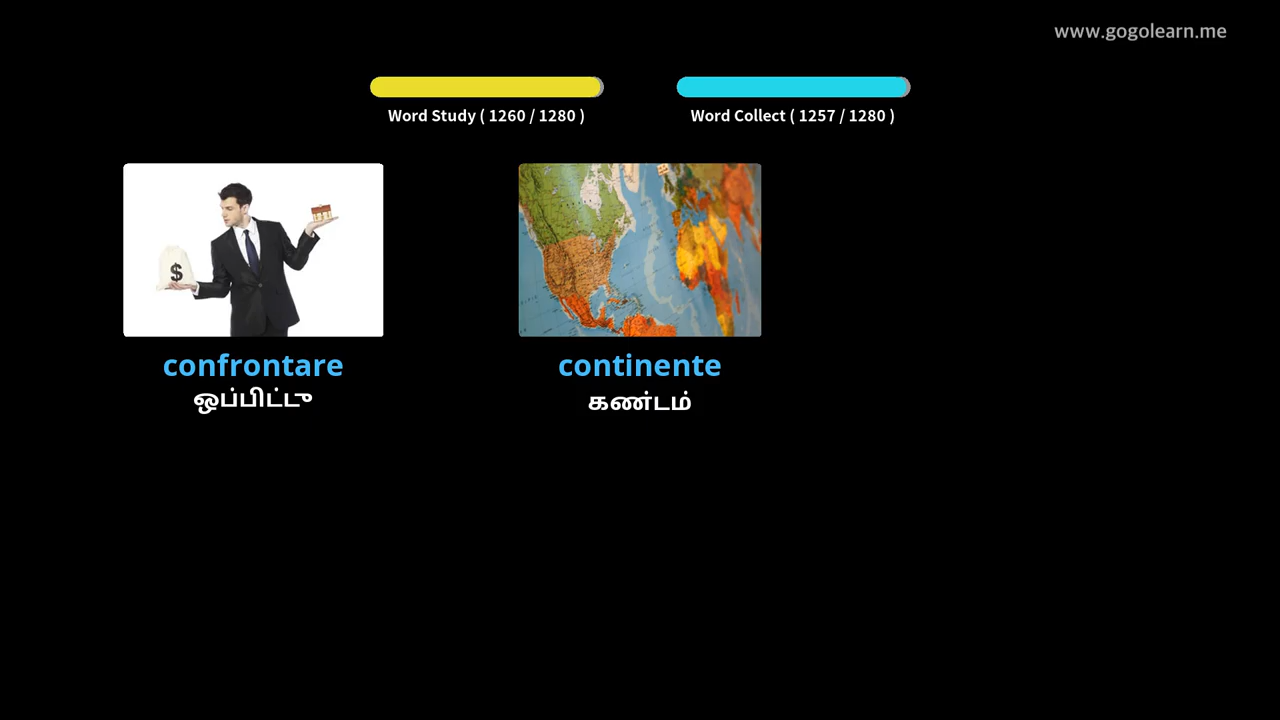 www.gogolearn.me
Word Study ( 1260 / 1280 )
Word Collect ( 1257 / 1280 )
$
confrontare
ஒப்பிட்டு
continente
கண்டம்